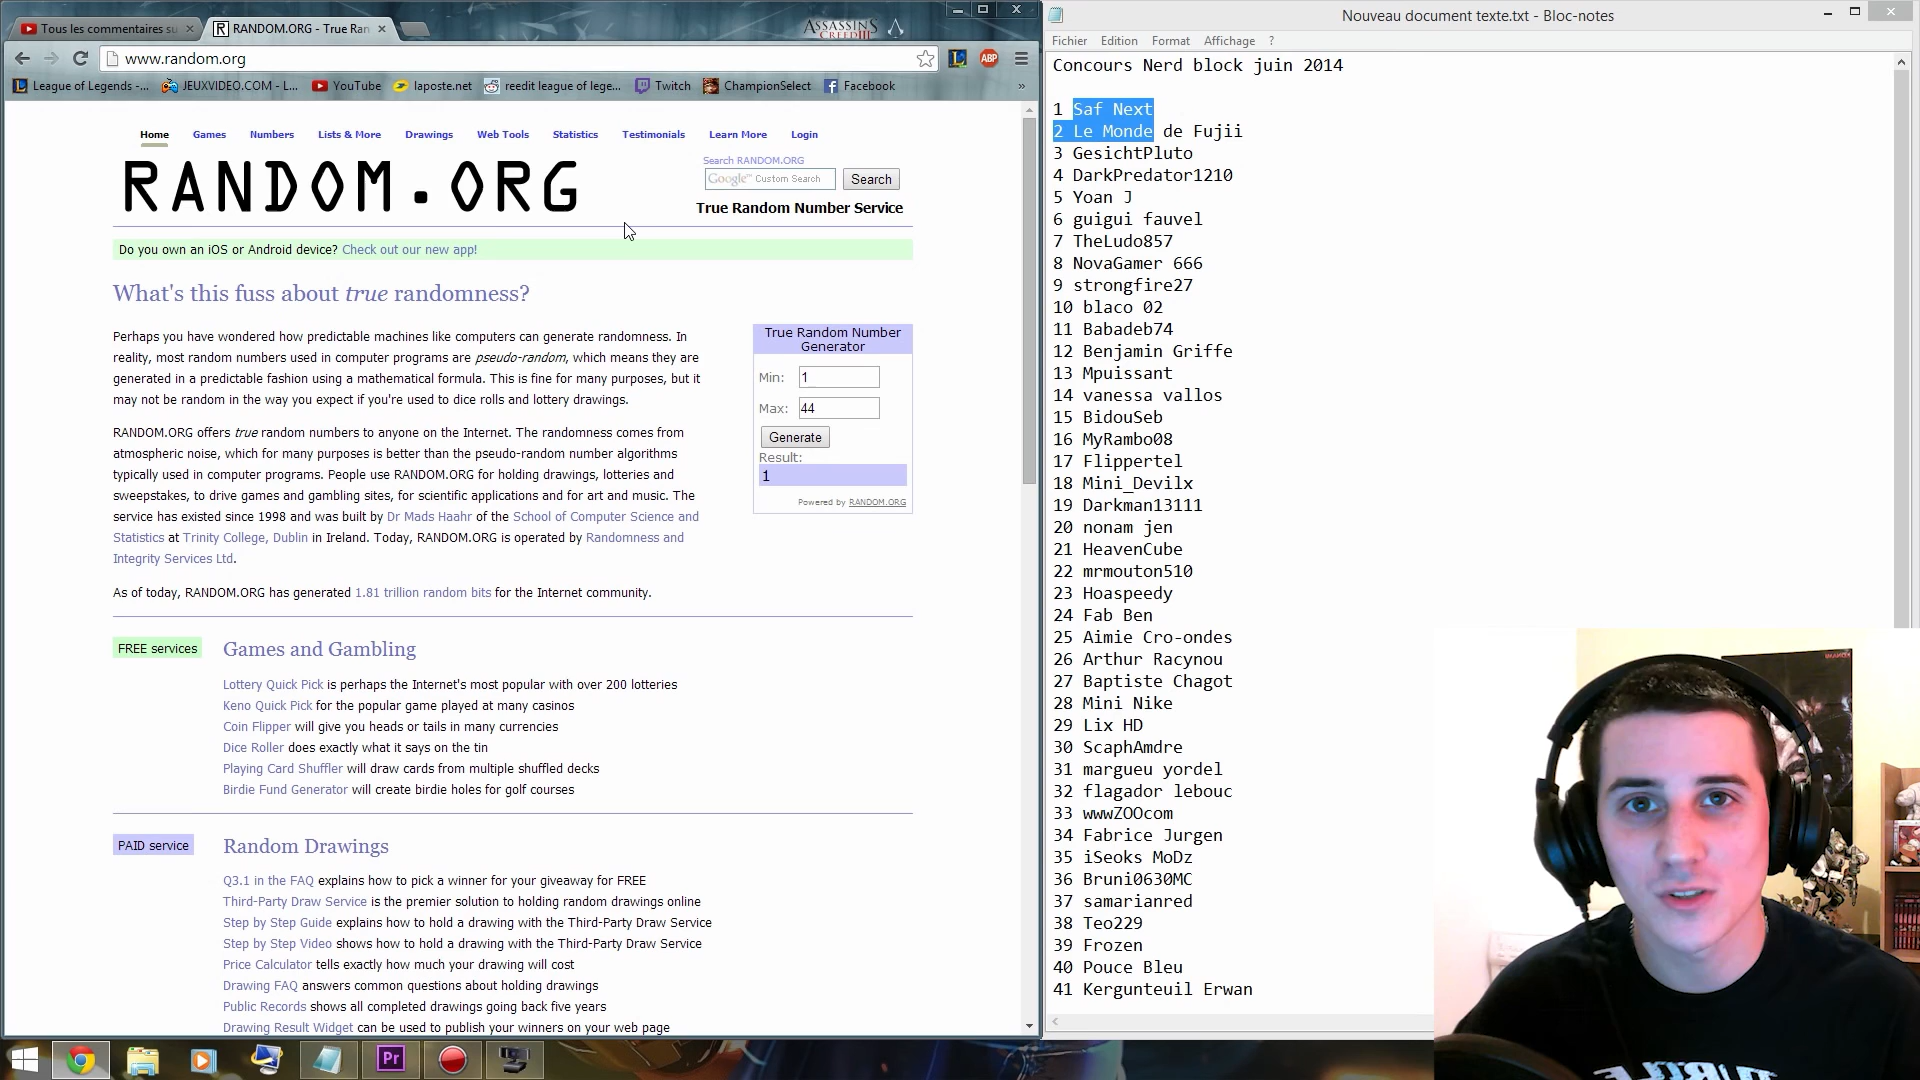 Tous les commentaires su
RANDOM.ORG - True Ran
ASSASSIN'S CREED III
www.random.org
ABP
League of Legends -...
JEUXVIDEO.COM - L...
YouTube
laposte.net
reedit league of lege...
Twitch
ChampionSelect
Facebook
»
Home Games Numbers Lists & More Drawings Web Tools Statistics Testimonials Learn More Login
RANDOM.ORG
Search RANDOM.ORG
Google™ Custom Search
Search
True Random Number Service
Do you own an iOS or Android device? Check out our new app!
What's this fuss about true randomness?
Perhaps you have wondered how predictable machines like computers can generate randomness. In
reality, most random numbers used in computer programs are pseudo-random, which means they are
generated in a predictable fashion using a mathematical formula. This is fine for many purposes, but it
may not be random in the way you expect if you're used to dice rolls and lottery drawings.
RANDOM.ORG offers true random numbers to anyone on the Internet. The randomness comes from
atmospheric noise, which for many purposes is better than the pseudo-random number algorithms
typically used in computer programs. People use RANDOM.ORG for holding drawings, lotteries and
sweepstakes, to drive games and gambling sites, for scientific applications and for art and music. The
service has existed since 1998 and was built by Dr Mads Haahr of the School of Computer Science and
Statistics at Trinity College, Dublin in Ireland. Today, RANDOM.ORG is operated by Randomness and
Integrity Services Ltd.
As of today, RANDOM.ORG has generated 1.81 trillion random bits for the Internet community.
True Random Number
Generator
Min: 1
Max: 44
Generate
Result:
1
Powered by RANDOM.ORG
FREE services
Games and Gambling
Lottery Quick Pick is perhaps the Internet's most popular with over 200 lotteries
Keno Quick Pick for the popular game played at many casinos
Coin Flipper will give you heads or tails in many currencies
Dice Roller does exactly what it says on the tin
Playing Card Shuffler will draw cards from multiple shuffled decks
Birdie Fund Generator will create birdie holes for golf courses
PAID service
Random Drawings
Q3.1 in the FAQ explains how to pick a winner for your giveaway for FREE
Third-Party Draw Service is the premier solution to holding random drawings online
Step by Step Guide explains how to hold a drawing with the Third-Party Draw Service
Step by Step Video shows how to hold a drawing with the Third-Party Draw Service
Price Calculator tells exactly how much your drawing will cost
Drawing FAQ answers common questions about holding drawings
Public Records shows all completed drawings going back five years
Drawing Result Widget can be used to publish your winners on your web page
Nouveau document texte.txt - Bloc-notes
Fichier Edition Format Affichage ?
Concours Nerd block juin 2014
1 Saf Next
2 Le Monde de Fujii
3 GesichtPluto
4 DarkPredator1210
5 Yoan J
6 guigui fauvel
7 TheLudo857
8 NovaGamer 666
9 strongfire27
10 blaco 02
11 Babadeb74
12 Benjamin Griffe
13 Mpuissant
14 vanessa vallos
15 BidouSeb
16 MyRambo08
17 Flippertel
18 Mini_Devilx
19 Darkman13111
20 nonam jen
21 HeavenCube
22 mrmouton510
23 Hoaspeedy
24 Fab Ben
25 Aimie Cro-ondes
26 Arthur Racynou
27 Baptiste Chagot
28 Mini Nike
29 Lix HD
30 ScaphAmdre
31 margueu yordel
32 flagador lebouc
33 wwwZOOcom
34 Fabrice Jurgen
35 iSeoks MoDz
36 Bruni0630MC
37 samarianred
38 Teo229
39 Frozen
40 Pouce Bleu
41 Kergunteuil Erwan
Pr